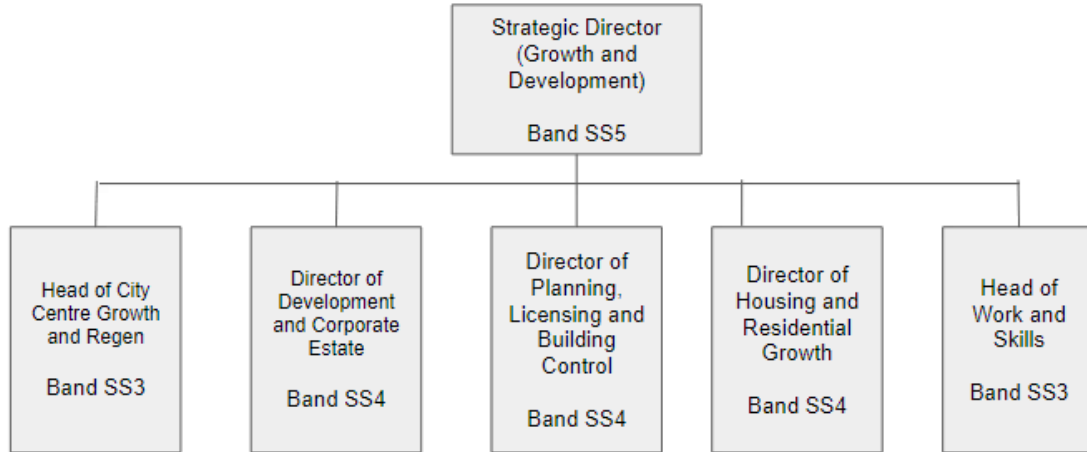 Strategic Director
(Growth and
Development)
Band SS5
Head of City
Centre Growth
and Regen
Band SS3
Director of
Development
and Corporate
Estate
Band SS4
Director of
Planning,
Licensing and
Building
Control
Band SS4
Director of
Housing and
Residential
Growth
Band SS4
Head of
Work and
Skills
Band SS3